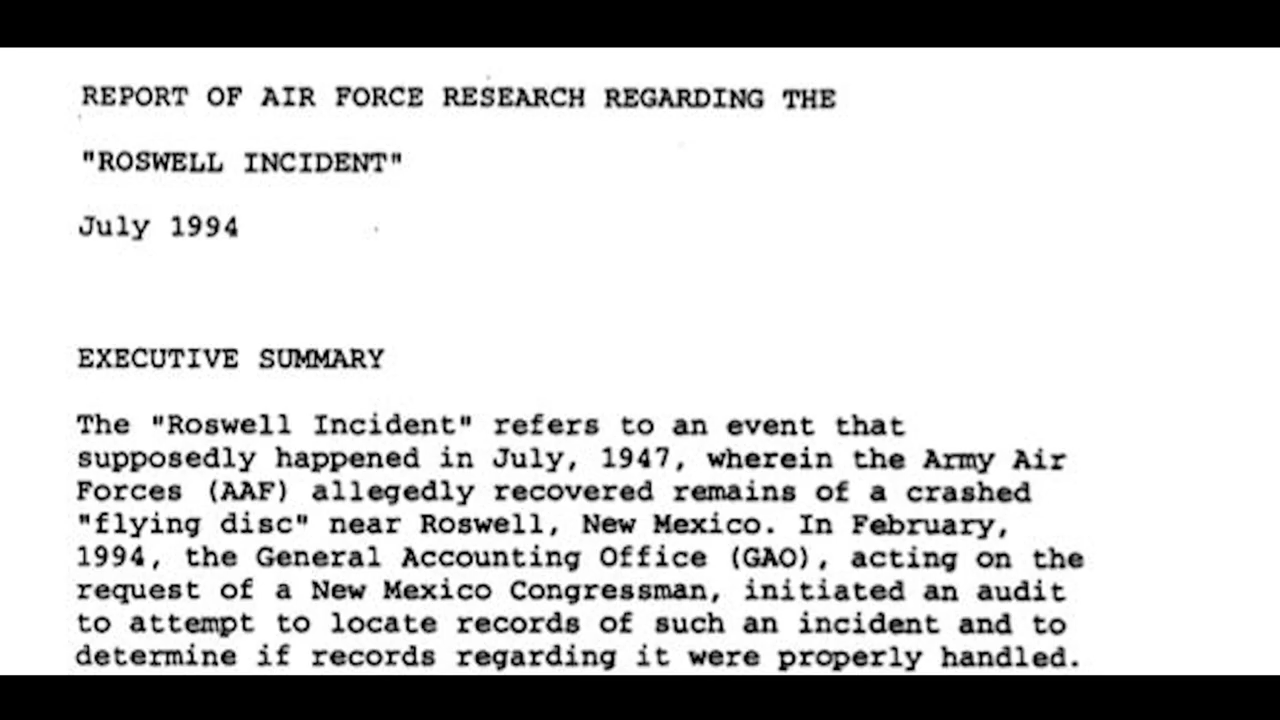 REPORT OF AIR FORCE RESEARCH REGARDING THE
"ROSWELL INCIDENT"
July 1994
EXECUTIVE SUMMARY
The "Roswell Incident" refers to an event that
supposedly happened in July, 1947, wherein the Army Air
Forces (AAF) allegedly recovered remains of a crashed
"flying disc" near Roswell, New Mexico. In February,
1994, the General Accounting Office (GAO), acting on the
request of a New Mexico Congressman, initiated an audit
to attempt to locate records of such an incident and to
determine if records regarding it were properly handled.